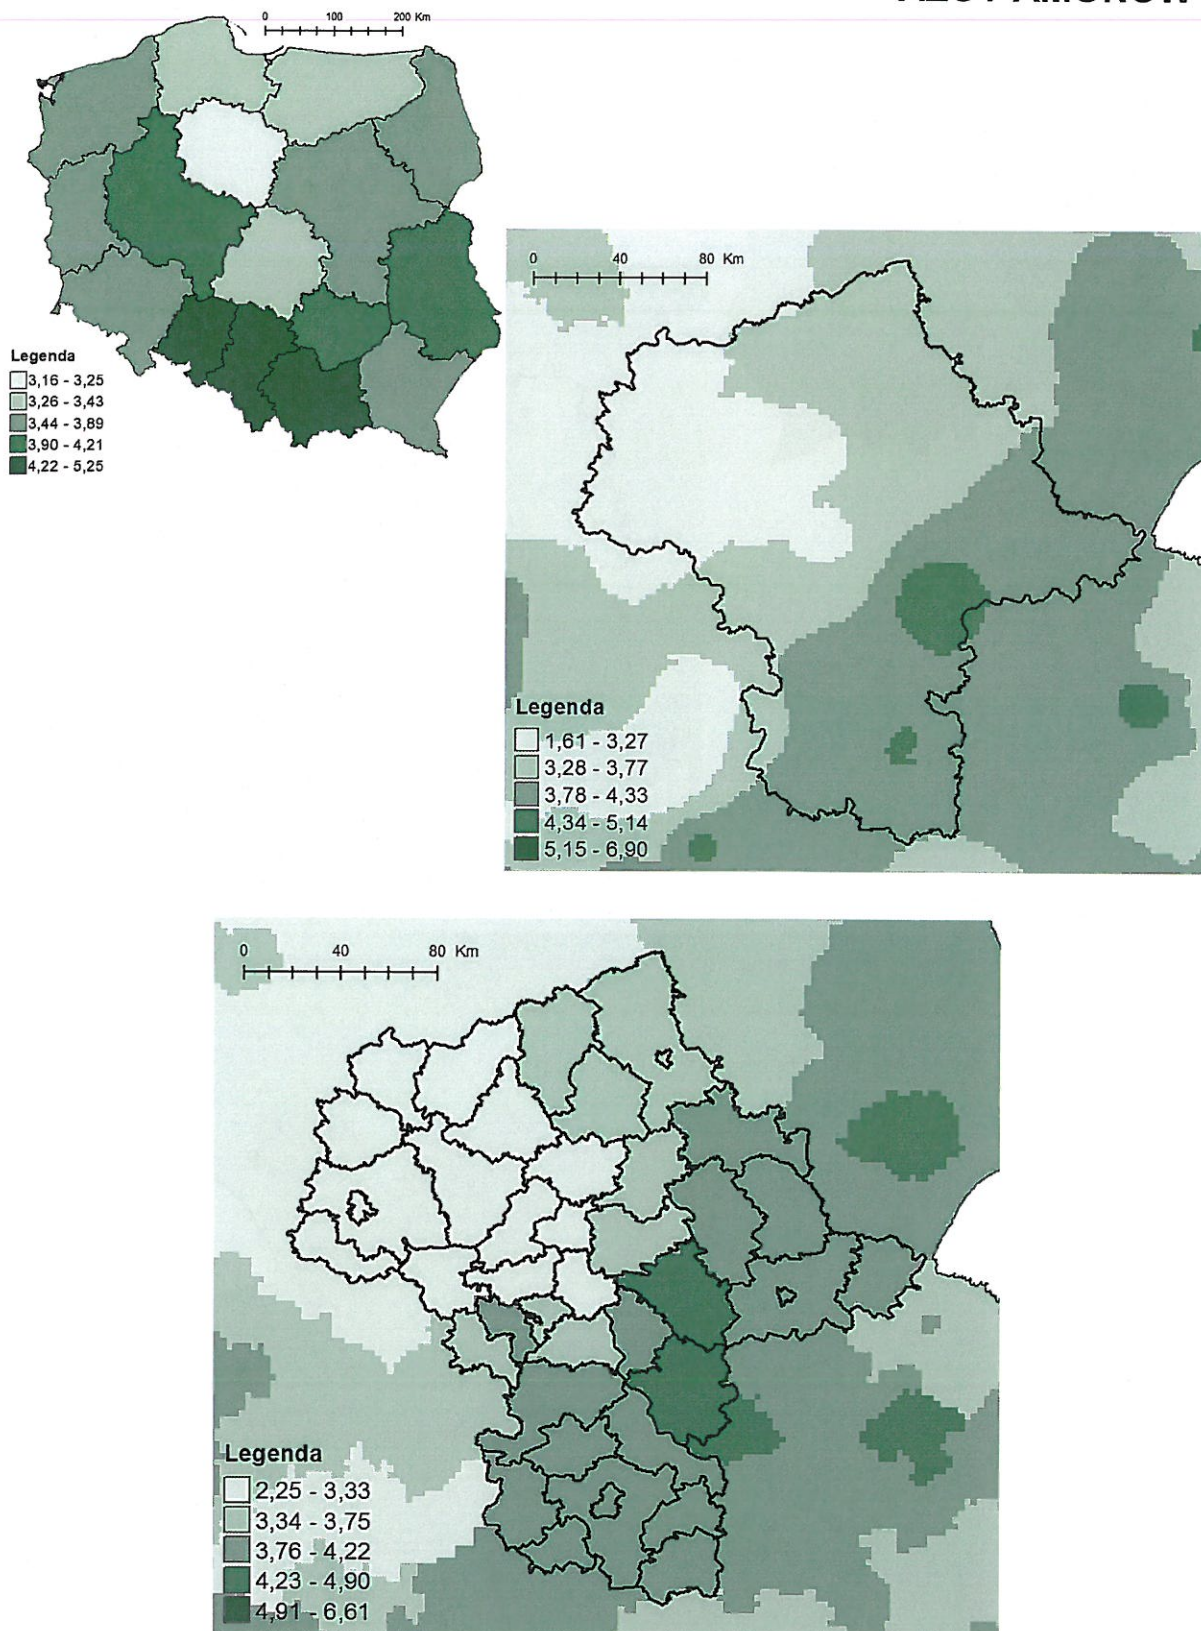 0 100 200 Km
Legenda
3,16 - 3,25
3,26 - 3,43
3,44 - 3,89
3,90 - 4,21
4,22 - 5,25
0 40 80 Km
Legenda
1,61 - 3,27
3,28 - 3,77
3,78 - 4,33
4,34 - 5,14
5,15 - 6,90
0 40 80 Km
Legenda
2,25 - 3,33
3,34 - 3,75
3,76 - 4,22
4,23 - 4,90
4,91 - 6,61